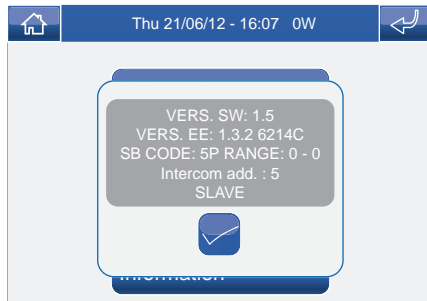 Thu 21/06/12 - 16:07 0W
VERS. SW: 1.5
VERS. EE: 1.3.2 6214C
SB CODE: 5P RANGE: 0 - 0
Intercom add. : 5
SLAVE
Information